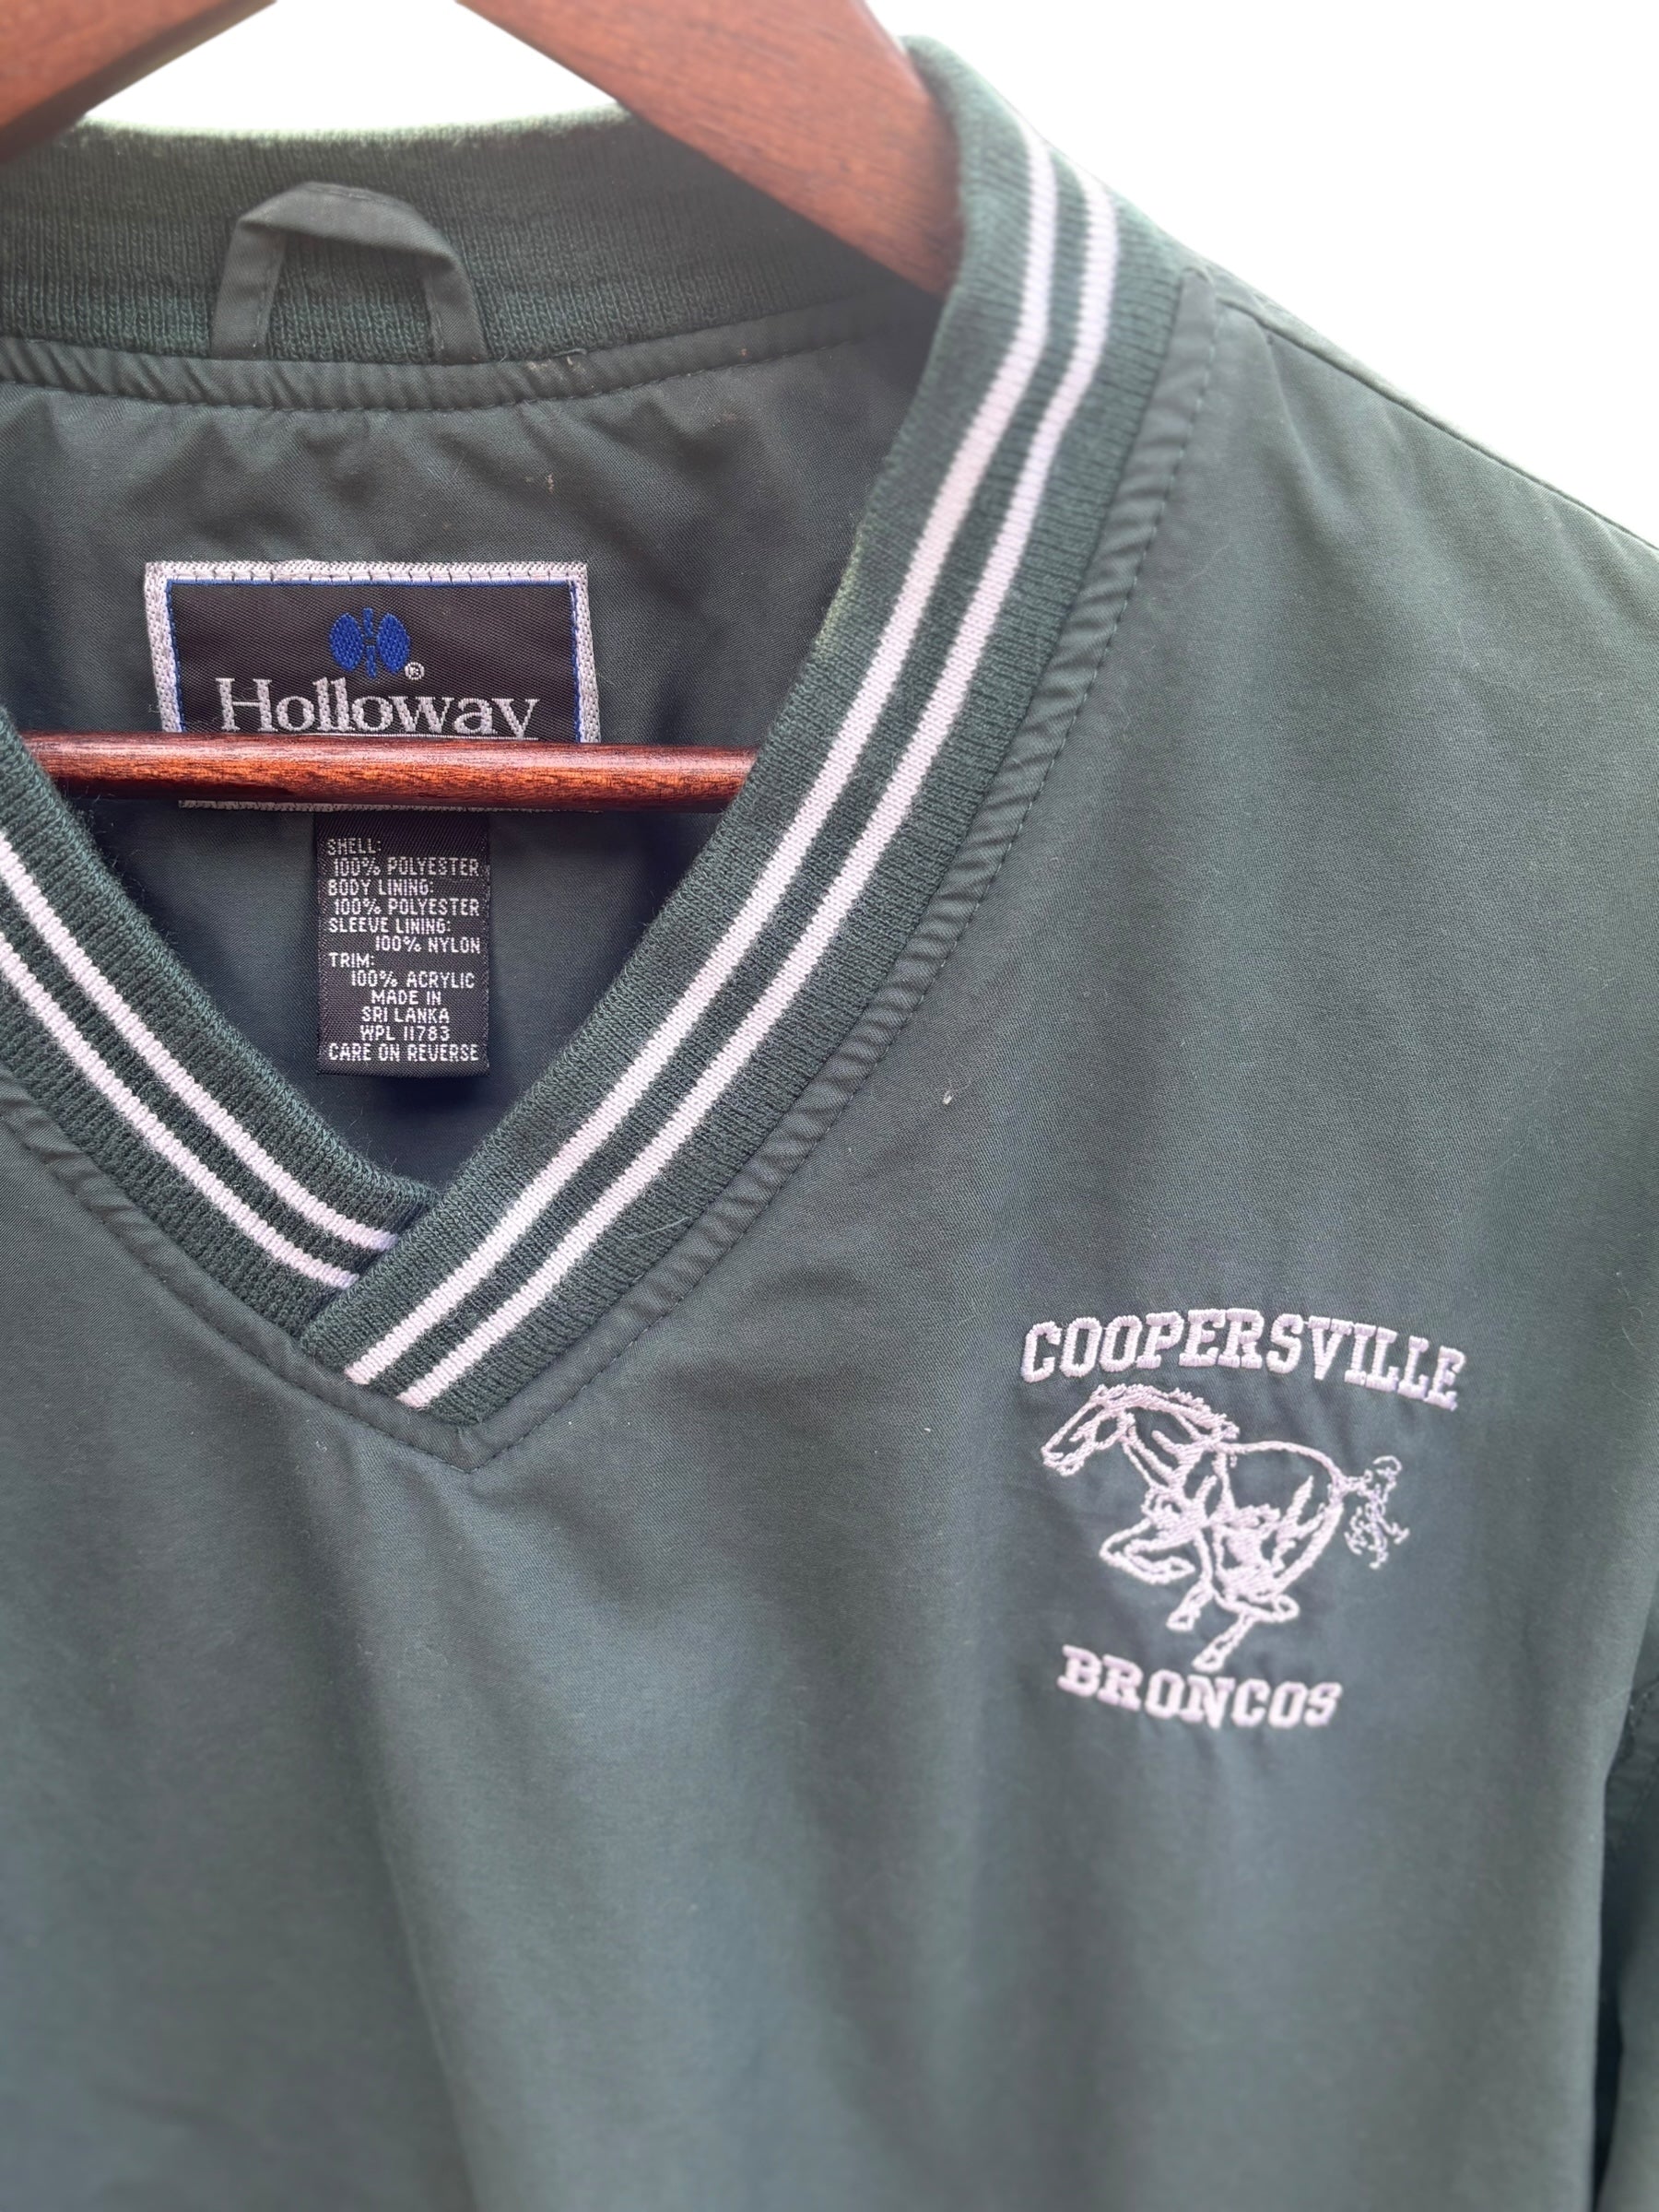 Holloway®
SHELL:
100% POLYESTER
BODY LINING:
100% POLYESTER
SLEEVE LINING:
100% NYLON
TRIM:
100% ACRYLIC
MADE IN
SRI LANKA
WPL 11783
CARE ON REVERSE
COOPERSVILLE
BRONCOS